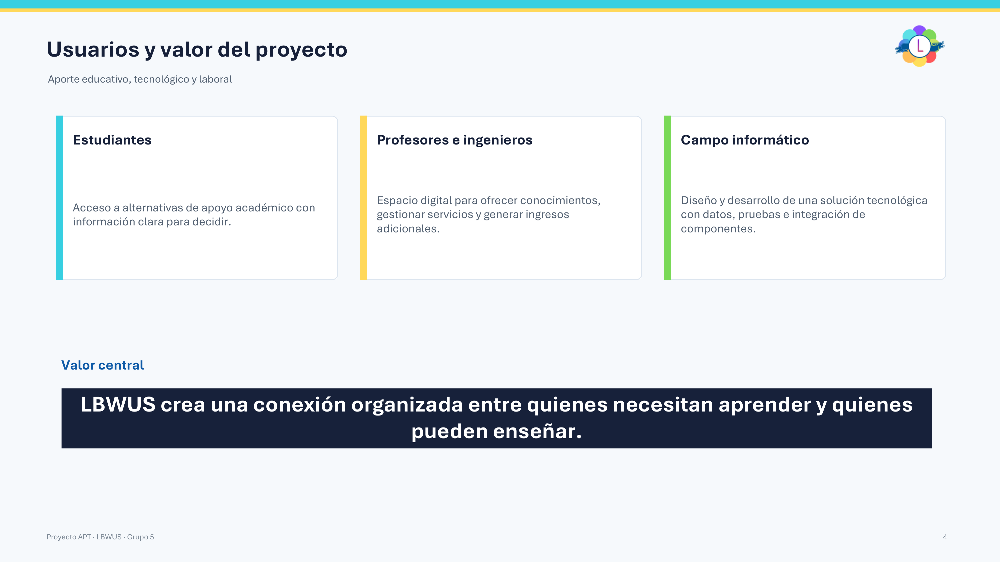 Usuarios y valor del proyecto
L
Aporte educativo, tecnológico y laboral
Estudiantes
Acceso a alternativas de apoyo académico con
información clara para decidir.
Profesores e ingenieros
Espacio digital para ofrecer conocimientos,
gestionar servicios y generar ingresos
adicionales.
Campo informático
Diseño y desarrollo de una solución tecnológica
con datos, pruebas e integración de
componentes.
Valor central
LBWUS crea una conexión organizada entre quienes necesitan aprender y quienes
pueden enseñar.
Proyecto APT · LBWUS · Grupo 5
4